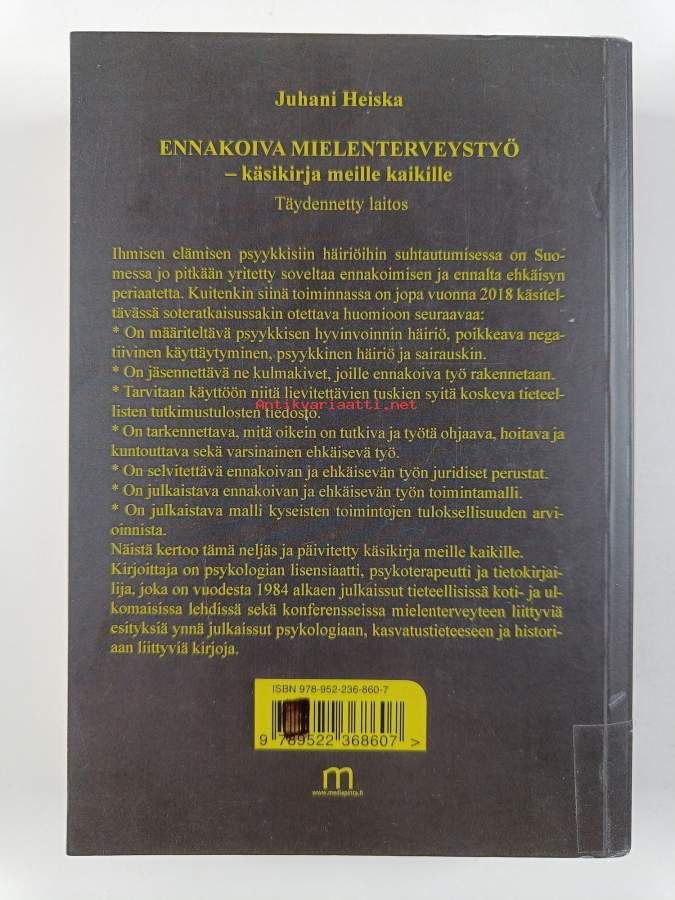 Juhani Heiska
ENNAKOIVA MIELENTERVEYSTYÖ
– käsikirja meille kaikille
Täydennetty laitos
Ihmisen elämisen psyykkisiin häiriöihin suhtautumisessa on Suo-
messa jo pitkään yritetty soveltaa ennakoimisen ja ennalta ehkäisyn
periaatetta. Kuitenkin siinä toiminnassa on jopa vuonna 2018 käsitel-
tävässä soteratkaisussakin otettava huomioon seuraavaa:
* On määriteltävä psyykkisen hyvinvoinnin häiriö, poikkeava nega-
tiivinen käyttäytyminen, psyykkinen häiriö ja sairauskin.
* On jäsennettävä ne kulmakivet, joille ennakoiva työ rakennetaan.
* Tarvitaan käyttöön niitä lievitettävien tuskien syitä koskeva tieteel-
listen tutkimustulosten tiedosto.
Antikvariaatti.net
* On tarkennettava, mitä oikein on tutkiva ja työtä ohjaava, hoitava ja
kuntouttava sekä varsinainen ehkäisevä työ.
* On selvitettävä ennakoivan ja ehkäisevän työn juridiset perustat.
* On julkaistava ennakoivan ja ehkäisevän työn toimintamalli.
* On julkaistava malli kyseisten toimintojen tuloksellisuuden arvi-
oinnista.
Näistä kertoo tämä neljäs ja päivitetty käsikirja meille kaikille.
Kirjoittaja on psykologian lisensiaatti, psykoterapeutti ja tietokirjai-
lija, joka on vuodesta 1984 alkaen julkaissut tieteellisissä koti- ja ul-
komaisissa lehdissä sekä konferensseissa mielenterveyteen liittyviä
esityksiä ynnä julkaissut psykologiaan, kasvatustieteeseen ja histori-
aan liittyviä kirjoja.
ISBN 978-952-236-860-7
9 789522 368607 >
m
www.mediapinta.fi